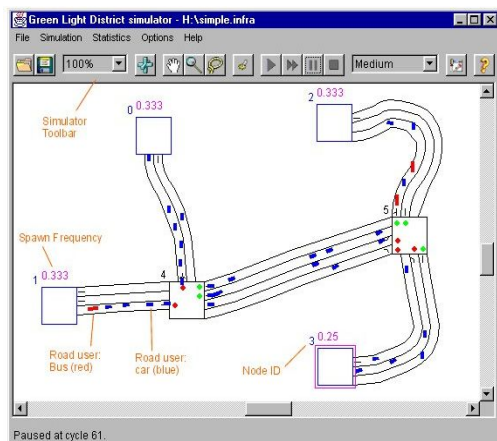 Green Light District simulator - H:\simple.infra
File Simulation Statistics Options Help
100%
Medium
Simulator
Toolbar
0 0.333
2 0.333
Spawn Frequency
1 0.333
4
5
Road user:
Bus (red)
Road user:
car (blue)
Node ID
3 0.25
Paused at cycle 61.